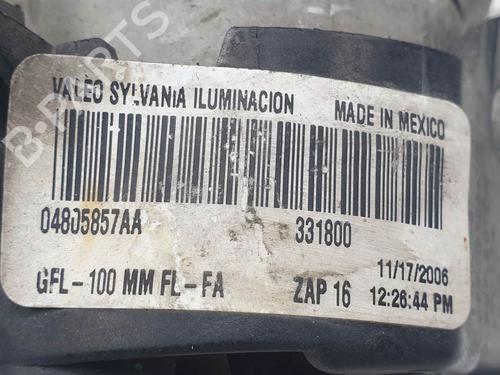 VALEO SYLVANIA ILUMINACION MADE IN MEXICO
04805857AA 331800
GFL-100 MM FL-FA ZAP 16 11/17/2006 12:26:44 PM
B-PARTS